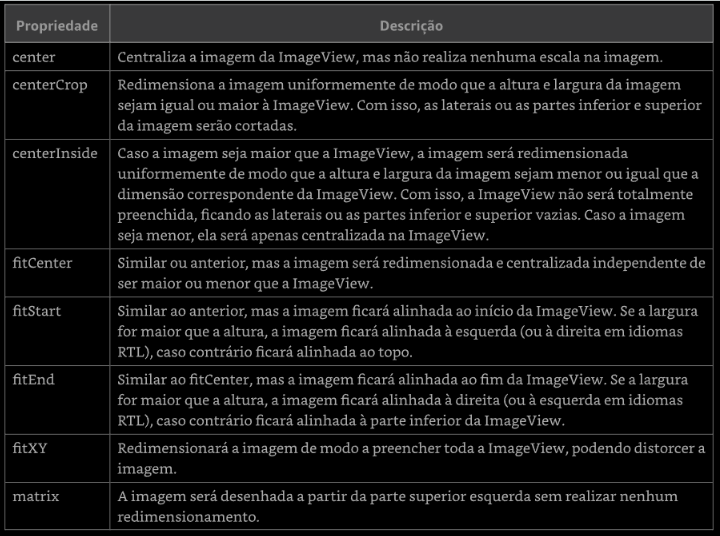 Propriedade Descrição
center Centraliza a imagem da ImageView, mas não realiza nenhuma escala na imagem.
centerCrop Redimensiona a imagem uniformemente de modo que a altura e largura da imagem
sejam igual ou maior à ImageView. Com isso, as laterais ou as partes inferior e superior
da imagem serão cortadas.
centerInside Caso a imagem seja maior que a ImageView, a imagem será redimensionada
uniformemente de modo que a altura e largura da imagem sejam menor ou igual que a
dimensão correspondente da ImageView. Com isso, a ImageView não será totalmente
preenchida, ficando as laterais ou as partes inferior e superior vazias. Caso a imagem
seja menor, ela será apenas centralizada na ImageView.
fitCenter Similar ou anterior, mas a imagem será redimensionada e centralizada independente de
ser maior ou menor que a ImageView.
fitStart Similar ao anterior, mas a imagem ficará alinhada ao início da ImageView. Se a largura
for maior que a altura, a imagem ficará alinhada à esquerda (ou à direita em idiomas
RTL), caso contrário ficará alinhada ao topo.
fitEnd Similar ao fitCenter, mas a imagem ficará alinhada ao fim da ImageView. Se a largura
for maior que a altura, a imagem ficará alinhada à direita (ou à esquerda em idiomas
RTL), caso contrário ficará alinhada à parte inferior da ImageView.
fitXY Redimensionará a imagem de modo a preencher toda a ImageView, podendo distorcer a
imagem.
matrix A imagem será desenhada a partir da parte superior esquerda sem realizar nenhum
redimensionamento.